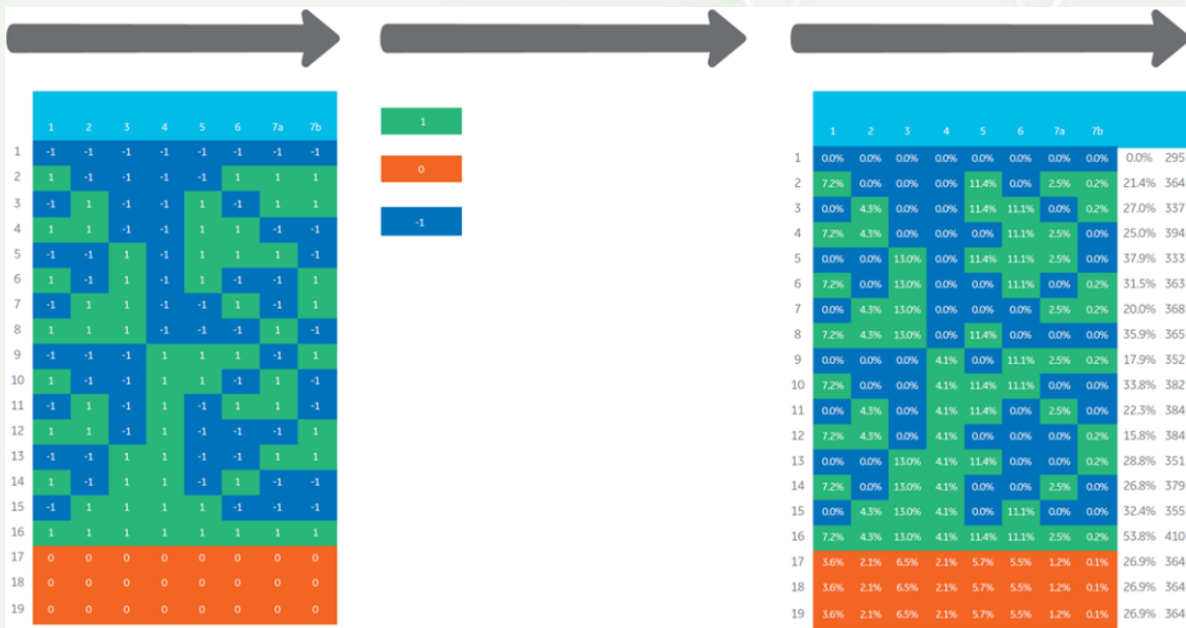 1 2 3 4 5 6 7a 7b
1 -1 -1 -1 -1 -1 -1 -1 -1
2 1 -1 -1 -1 -1 1 1 1
3 -1 1 -1 -1 1 -1 1 1
4 1 1 -1 -1 1 1 -1 -1
5 -1 -1 1 -1 1 1 1 -1
6 1 -1 1 -1 1 -1 -1 1
7 -1 1 1 -1 -1 1 -1 1
8 1 1 1 -1 -1 -1 1 -1
9 -1 -1 -1 1 1 1 -1 1
10 1 -1 -1 1 1 -1 1 -1
11 -1 1 -1 1 -1 1 1 -1
12 1 1 -1 1 -1 -1 -1 1
13 -1 -1 1 1 -1 -1 1 1
14 1 -1 1 1 -1 1 -1 -1
15 -1 1 1 1 1 -1 -1 -1
16 1 1 1 1 1 1 1 1
17 0 0 0 0 0 0 0 0
18 0 0 0 0 0 0 0 0
19 0 0 0 0 0 0 0 0
1
0
-1
1 2 3 4 5 6 7a 7b
1 0.0% 0.0% 0.0% 0.0% 0.0% 0.0% 0.0% 0.0% 0.0% 295
2 7.2% 0.0% 0.0% 0.0% 11.4% 0.0% 2.5% 0.2% 21.4% 364
3 0.0% 4.3% 0.0% 0.0% 11.4% 11.1% 0.0% 0.2% 27.0% 337
4 7.2% 4.3% 0.0% 0.0% 0.0% 11.1% 2.5% 0.0% 25.0% 394
5 0.0% 0.0% 13.0% 0.0% 11.4% 11.1% 2.5% 0.0% 37.9% 333
6 7.2% 0.0% 13.0% 0.0% 0.0% 11.1% 0.0% 0.2% 31.5% 363
7 0.0% 4.3% 13.0% 0.0% 0.0% 0.0% 2.5% 0.2% 20.0% 368
8 7.2% 4.3% 13.0% 0.0% 11.4% 0.0% 0.0% 0.0% 35.9% 365
9 0.0% 0.0% 0.0% 4.1% 0.0% 11.1% 2.5% 0.2% 17.9% 352
10 7.2% 0.0% 0.0% 4.1% 11.4% 11.1% 0.0% 0.0% 33.8% 382
11 0.0% 4.3% 0.0% 4.1% 11.4% 0.0% 2.5% 0.0% 22.3% 384
12 7.2% 4.3% 0.0% 4.1% 0.0% 0.0% 0.0% 0.2% 15.8% 384
13 0.0% 0.0% 13.0% 4.1% 11.4% 0.0% 0.0% 0.2% 28.8% 351
14 7.2% 0.0% 13.0% 4.1% 0.0% 0.0% 2.5% 0.0% 26.8% 379
15 0.0% 4.3% 13.0% 4.1% 0.0% 11.1% 0.0% 0.0% 32.4% 355
16 7.2% 4.3% 13.0% 4.1% 11.4% 11.1% 2.5% 0.2% 53.8% 410
17 3.6% 2.1% 6.5% 2.1% 5.7% 5.5% 1.2% 0.1% 26.9% 364
18 3.6% 2.1% 6.5% 2.1% 5.7% 5.5% 1.2% 0.1% 26.9% 364
19 3.6% 2.1% 6.5% 2.1% 5.7% 5.5% 1.2% 0.1% 26.9% 364